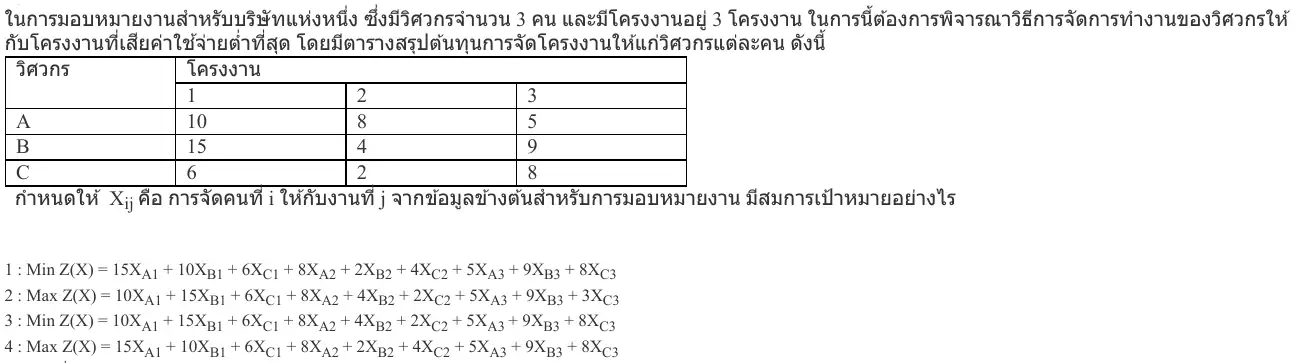 ในการมอบหมายงานสำหรับบริษัทแห่งหนึ่ง ซึ่งมีวิศวกรจำนวน 3 คน และมีโครงงานอยู่ 3 โครงงาน ในการนี้ต้องการพิจารณาวิธีการจัดการทำงานของวิศวกรให้
กับโครงงานที่เสียค่าใช้จ่ายต่ำที่สุด โดยมีตารางสรุปต้นทุนการจัดโครงงานให้แก่วิศวกรแต่ละคน ดังนี้
วิศวกร โครงงาน
1 2 3
A 10 8 5
B 15 4 9
C 6 2 8
กำหนดให้ Xij คือ การจัดคนที่ i ให้กับงานที่ j จากข้อมูลข้างต้นสำหรับการมอบหมายงาน มีสมการเป้าหมายอย่างไร
1 : Min Z(X) = 15XA1 + 10XB1 + 6XC1 + 8XA2 + 2XB2 + 4XC2 + 5XA3 + 9XB3 + 8XC3
2 : Max Z(X) = 10XA1 + 15XB1 + 6XC1 + 8XA2 + 4XB2 + 2XC2 + 5XA3 + 9XB3 + 3XC3
3 : Min Z(X) = 10XA1 + 15XB1 + 6XC1 + 8XA2 + 4XB2 + 2XC2 + 5XA3 + 9XB3 + 8XC3
4 : Max Z(X) = 15XA1 + 10XB1 + 6XC1 + 8XA2 + 2XB2 + 4XC2 + 5XA3 + 9XB3 + 8XC3